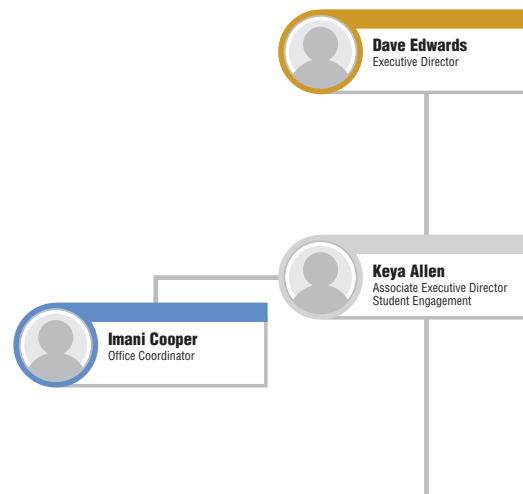 Dave Edwards
Executive Director
Keya Allen
Associate Executive Director
Student Engagement
Imani Cooper
Office Coordinator